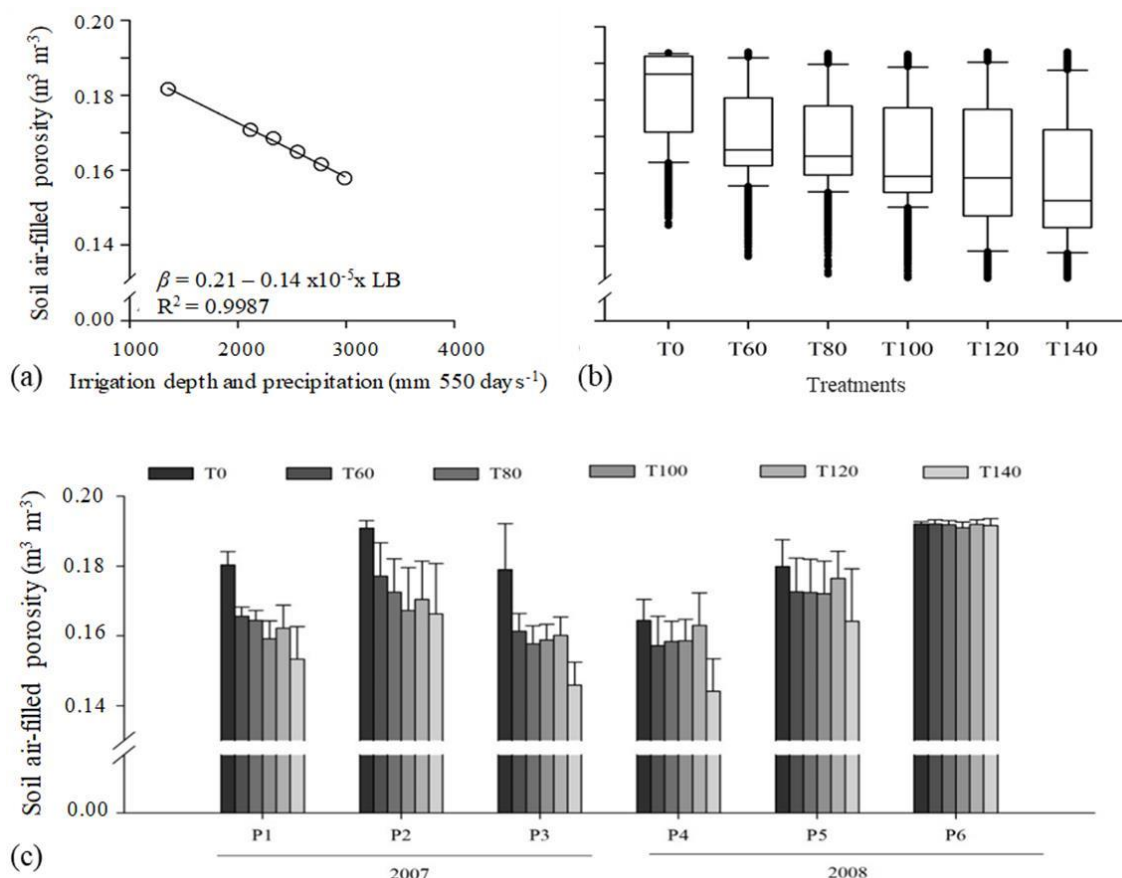 0.20
0.18
0.16
0.14
0.00
Soil air-filled porosity (m³ m⁻³)
β = 0.21 – 0.14 x10⁻⁵x LB
R² = 0.9987
1000 2000 3000 4000
(a) Irrigation depth and precipitation (mm 550 days⁻¹)
T0 T60 T80 T100 T120 T140
(b) Treatments
T0 T60 T80 T100 T120 T140
0.20
0.18
0.16
0.14
0.00
Soil air-filled porosity (m³ m⁻³)
P1 P2 P3 P4 P5 P6
(c) 2007 2008